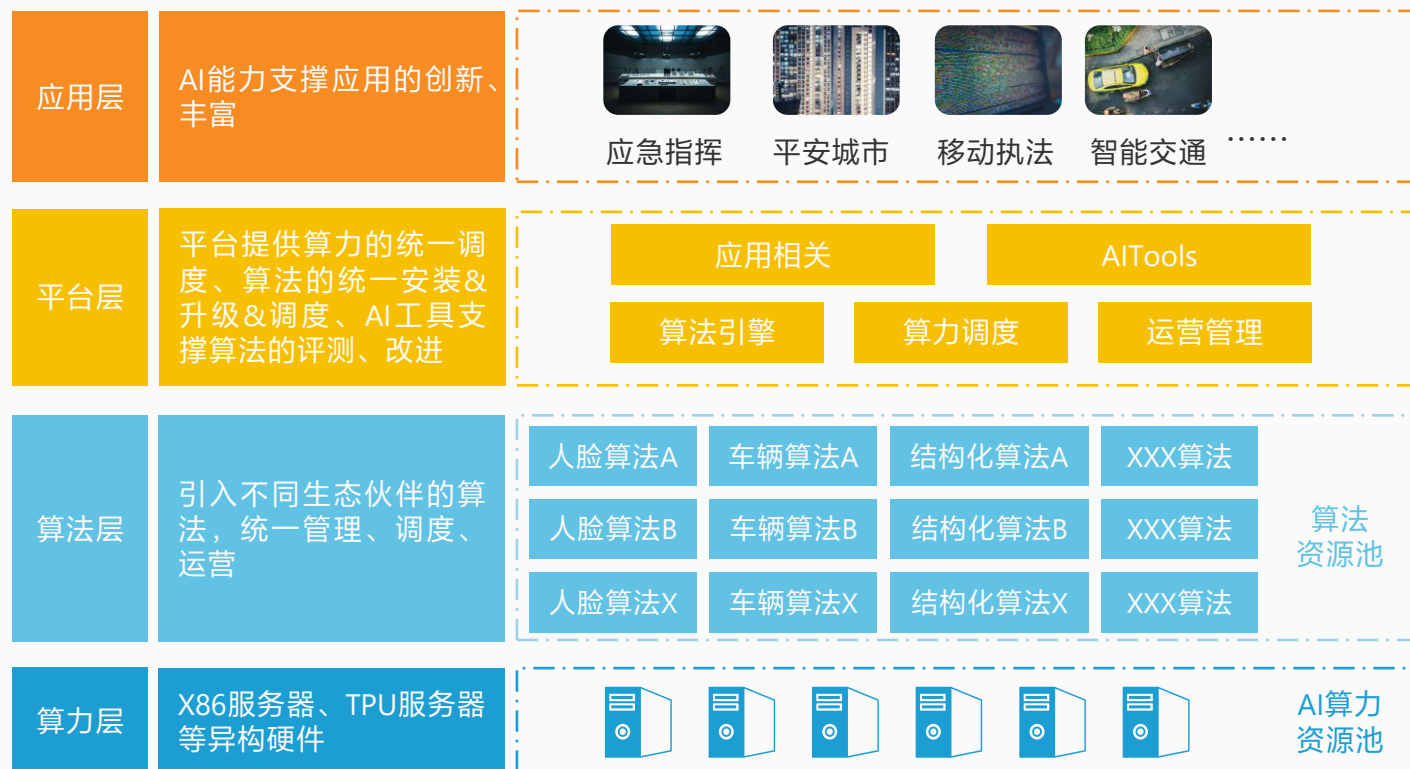 应用层
AI能力支撑应用的创新、
丰富
应急指挥
平安城市
移动执法
智能交通
……
平台层
平台提供算力的统一调
度、算法的统一安装&
升级&调度、AI工具支
撑算法的评测、改进
应用相关
AITools
算法引擎
算力调度
运营管理
算法层
引入不同生态伙伴的算
法，统一管理、调度、
运营
人脸算法A
车辆算法A
结构化算法A
XXX算法
人脸算法B
车辆算法B
结构化算法B
XXX算法
人脸算法X
车辆算法X
结构化算法X
XXX算法
算法
资源池
算力层
X86服务器、TPU服务器
等异构硬件
AI算力
资源池